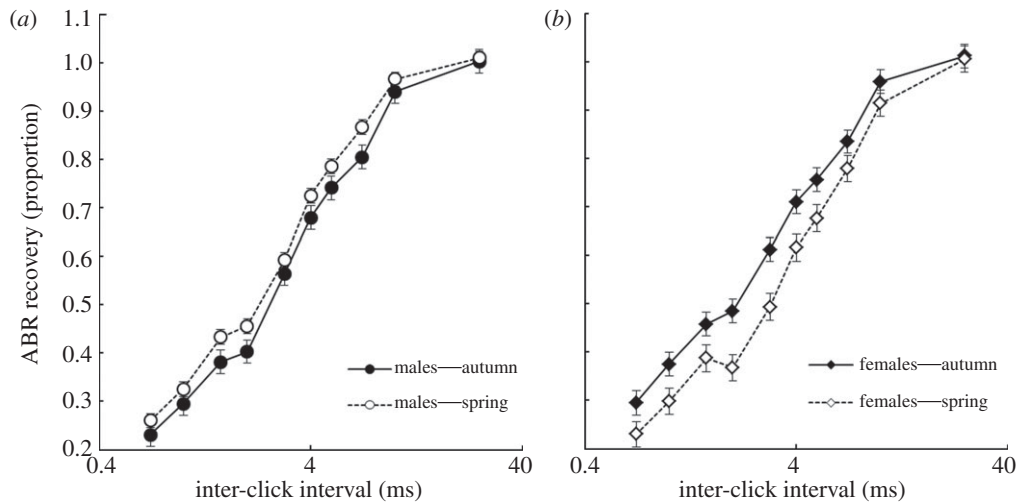 (a)
1.1
1.0
0.9
0.8
0.7
0.6
0.5
0.4
0.3
0.2
ABR recovery (proportion)
males—autumn
males—spring
0.4 4 40
inter-click interval (ms)
(b)
females—autumn
females—spring
0.4 4 40
inter-click interval (ms)